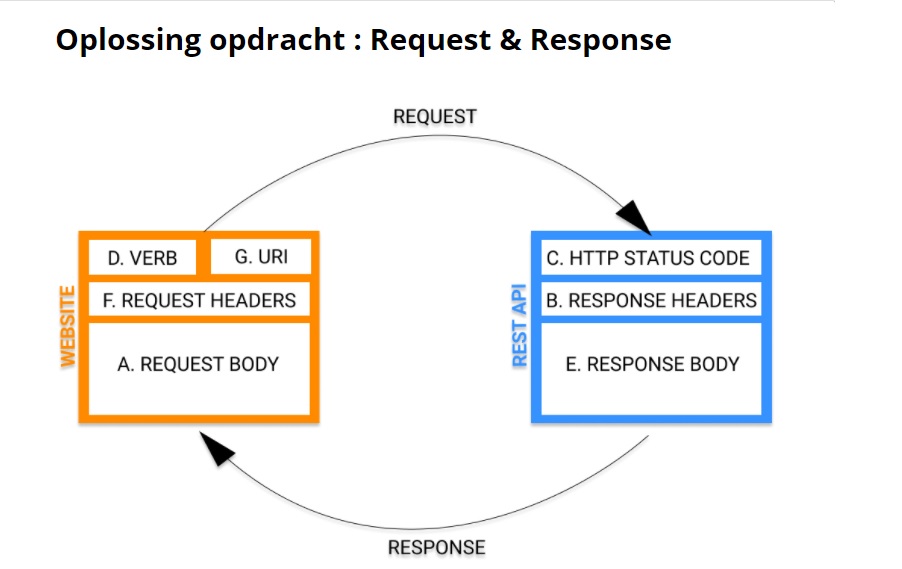 Oplossing opdracht : Request & Response
REQUEST
WEBSITE
D. VERB
G. URI
F. REQUEST HEADERS
A. REQUEST BODY
REST API
C. HTTP STATUS CODE
B. RESPONSE HEADERS
E. RESPONSE BODY
RESPONSE